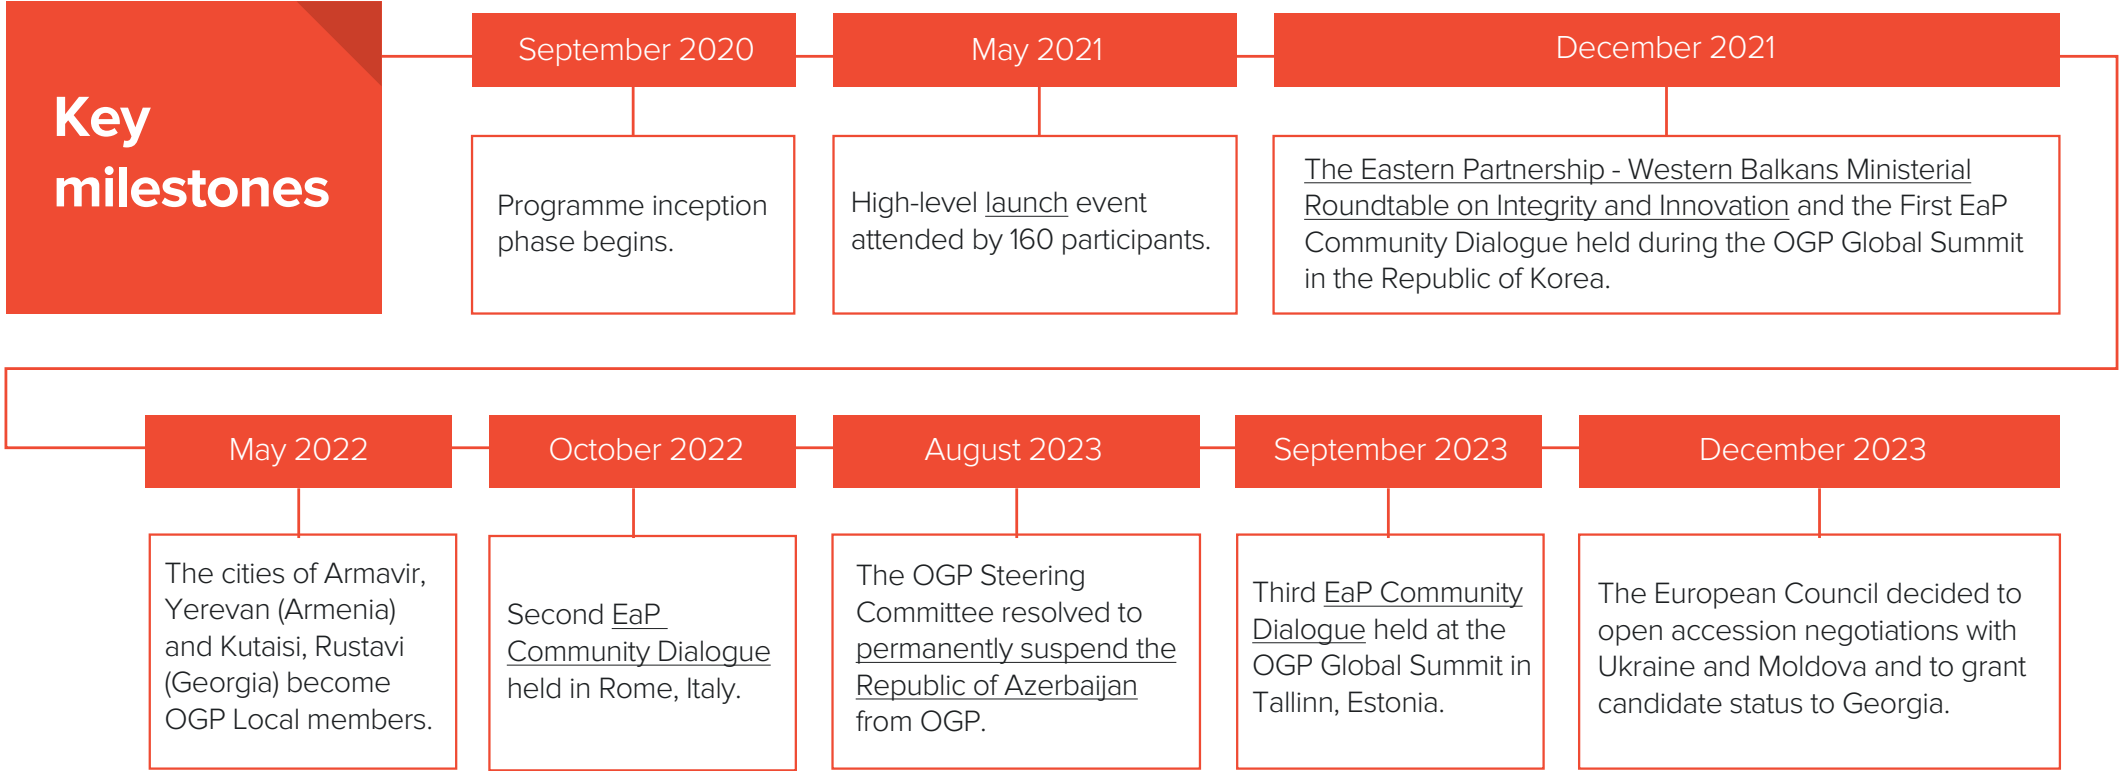 Key
milestones
September 2020
Programme inception
phase begins.
May 2021
High-level launch event
attended by 160 participants.
December 2021
The Eastern Partnership - Western Balkans Ministerial
Roundtable on Integrity and Innovation and the First EaP
Community Dialogue held during the OGP Global Summit
in the Republic of Korea.
May 2022
The cities of Armavir,
Yerevan (Armenia)
and Kutaisi, Rustavi
(Georgia) become
OGP Local members.
October 2022
Second EaP
Community Dialogue
held in Rome, Italy.
August 2023
The OGP Steering
Committee resolved to
permanently suspend the
Republic of Azerbaijan
from OGP.
September 2023
Third EaP Community
Dialogue held at the
OGP Global Summit in
Tallinn, Estonia.
December 2023
The European Council decided to
open accession negotiations with
Ukraine and Moldova and to grant
candidate status to Georgia.